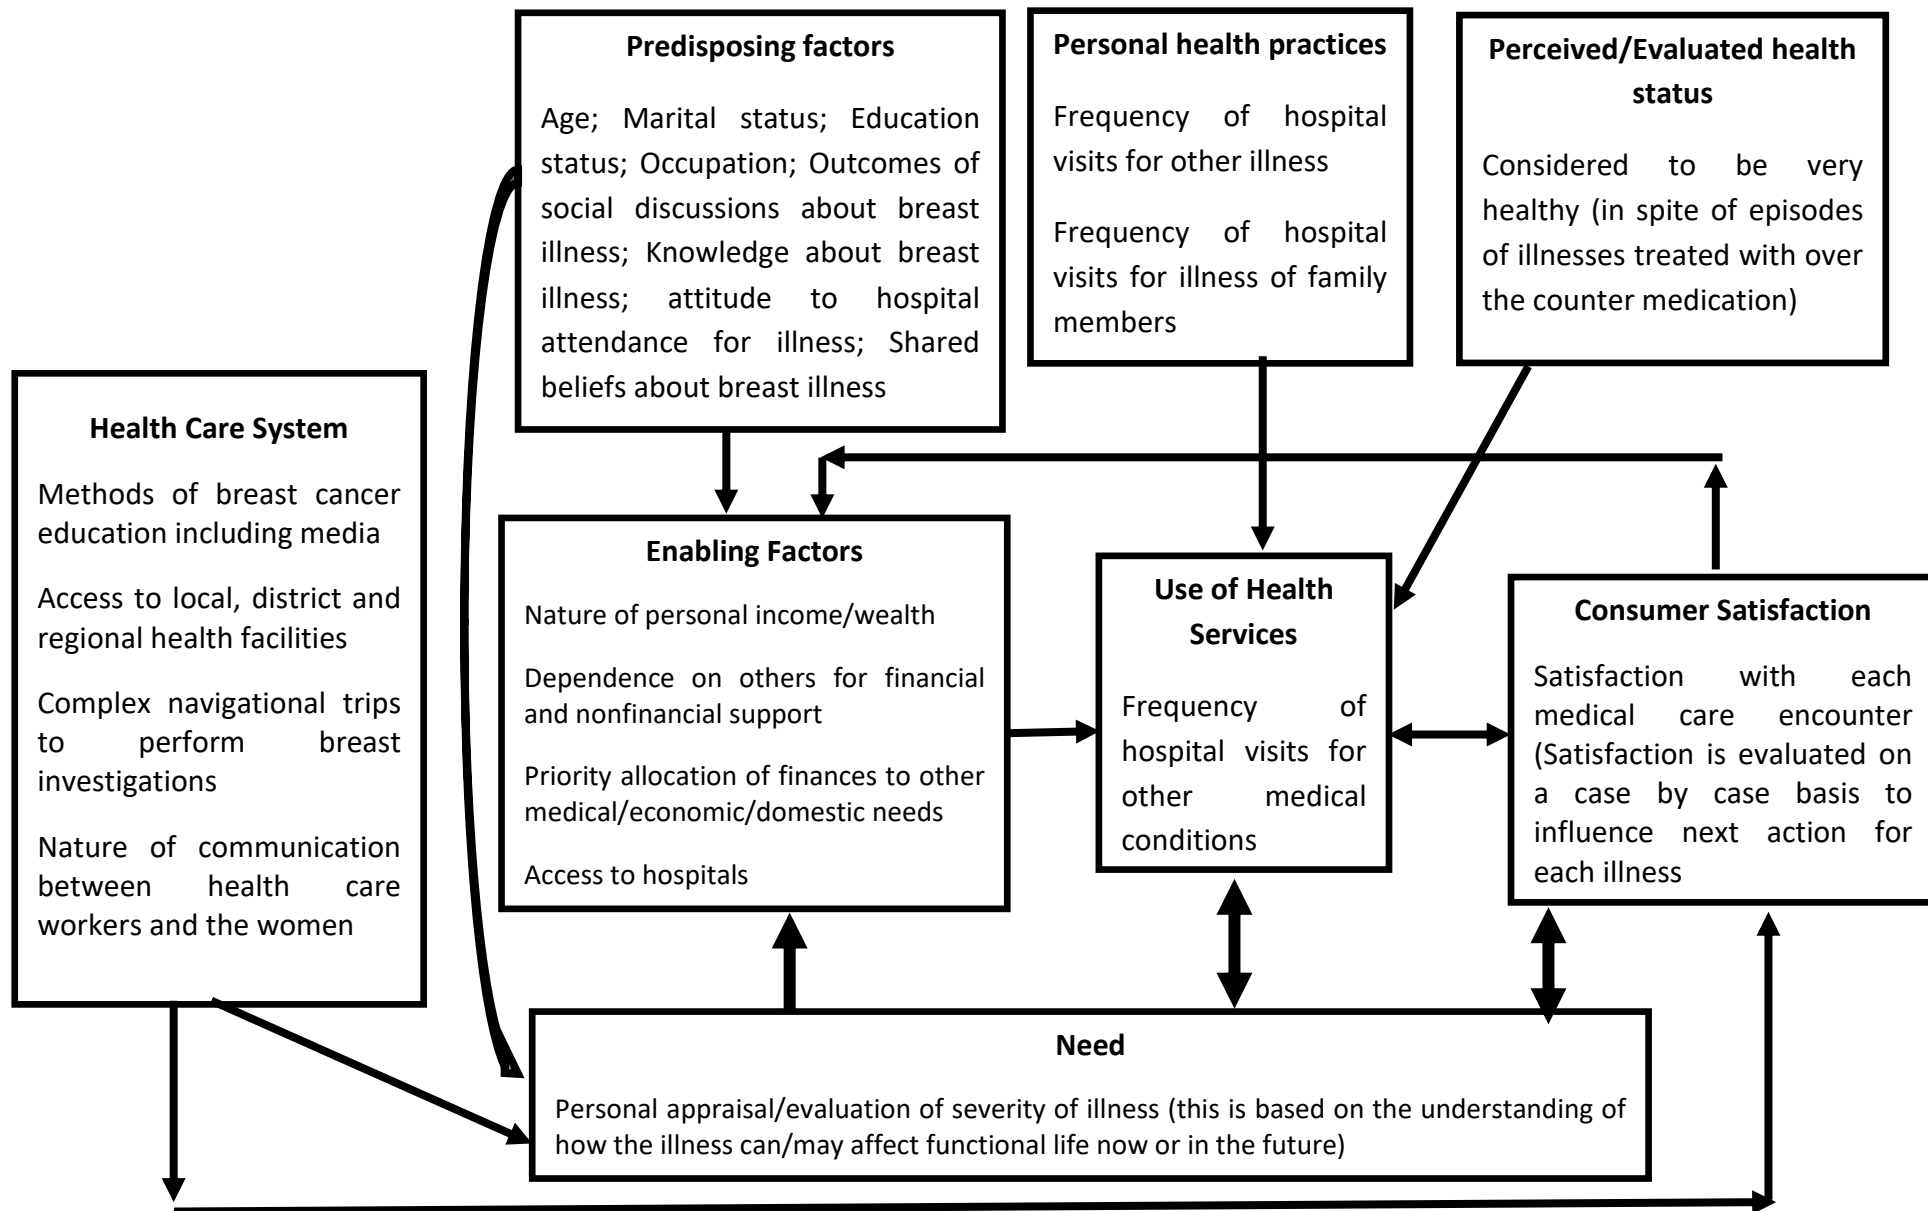 Predisposing factors
Age; Marital status; Education
status; Occupation; Outcomes of
social discussions about breast
illness; Knowledge about breast
illness; attitude to hospital
attendance for illness; Shared
beliefs about breast illness
Personal health practices
Frequency of hospital
visits for other illness
Frequency of hospital
visits for illness of family
members
Perceived/Evaluated health
status
Considered to be very
healthy (in spite of episodes
of illnesses treated with over
the counter medication)
Health Care System
Methods of breast cancer
education including media
Access to local, district and
regional health facilities
Complex navigational trips
to perform breast
investigations
Nature of communication
between health care
workers and the women
Enabling Factors
Nature of personal income/wealth
Dependence on others for financial
and nonfinancial support
Priority allocation of finances to other
medical/economic/domestic needs
Access to hospitals
Use of Health
Services
Frequency of
hospital visits for
other medical
conditions
Consumer Satisfaction
Satisfaction with each
medical care encounter
(Satisfaction is evaluated on
a case by case basis to
influence next action for
each illness
Need
Personal appraisal/evaluation of severity of illness (this is based on the understanding of
how the illness can/may affect functional life now or in the future)